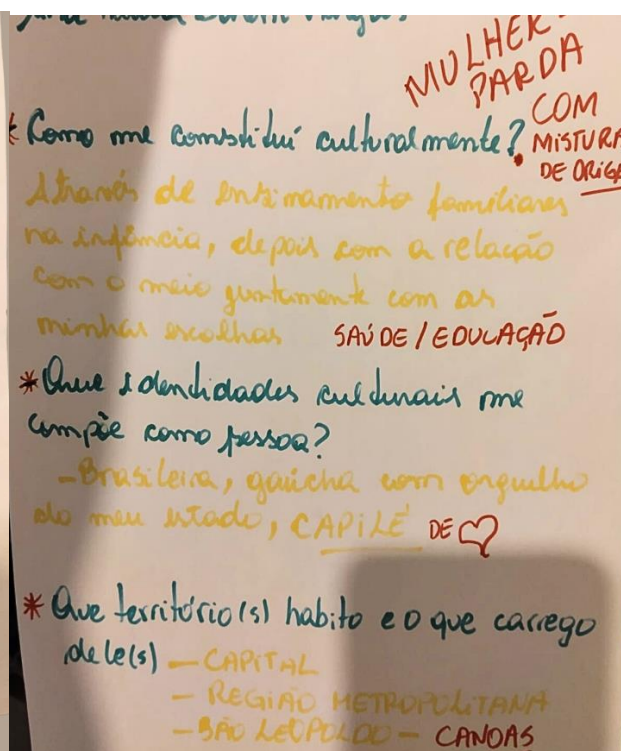 MULHER
PARDA
COM
MISTURA
DE ORIGE
* Como me constituí culturalmente?
Através de ensinamento familiares
na infância, depois com a relação
com o meio juntamente com as
minhas escolhas SAÚDE / EDUCAÇÃO
* Que identidades culturais me
compõe como pessoa?
- Brasileira, gaúcha com orgulho
do meu estado, CAPILÉ DE ♡
* Que território(s) habito e o que carrego
dele(s) - CAPITAL
- REGIÃO METROPOLITANA
- SÃO LEOPOLDO - CANOAS